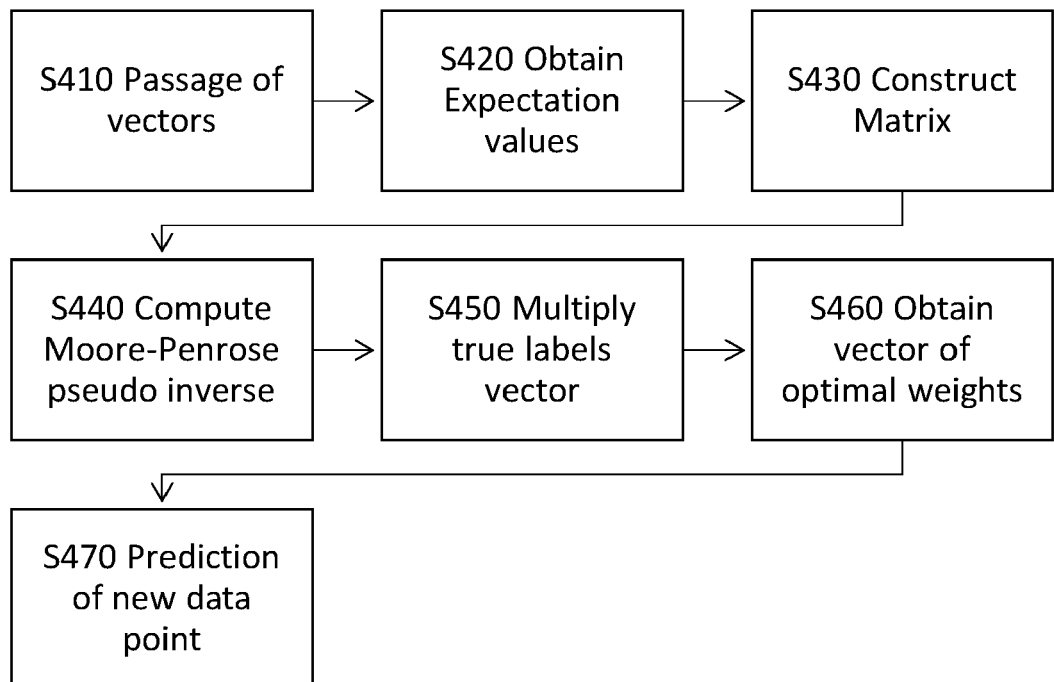 S410 Passage of
vectors
S420 Obtain
Expectation
values
S430 Construct
Matrix
S440 Compute
Moore-Penrose
pseudo inverse
S450 Multiply
true labels
vector
S460 Obtain
vector of
optimal weights
S470 Prediction
of new data
point